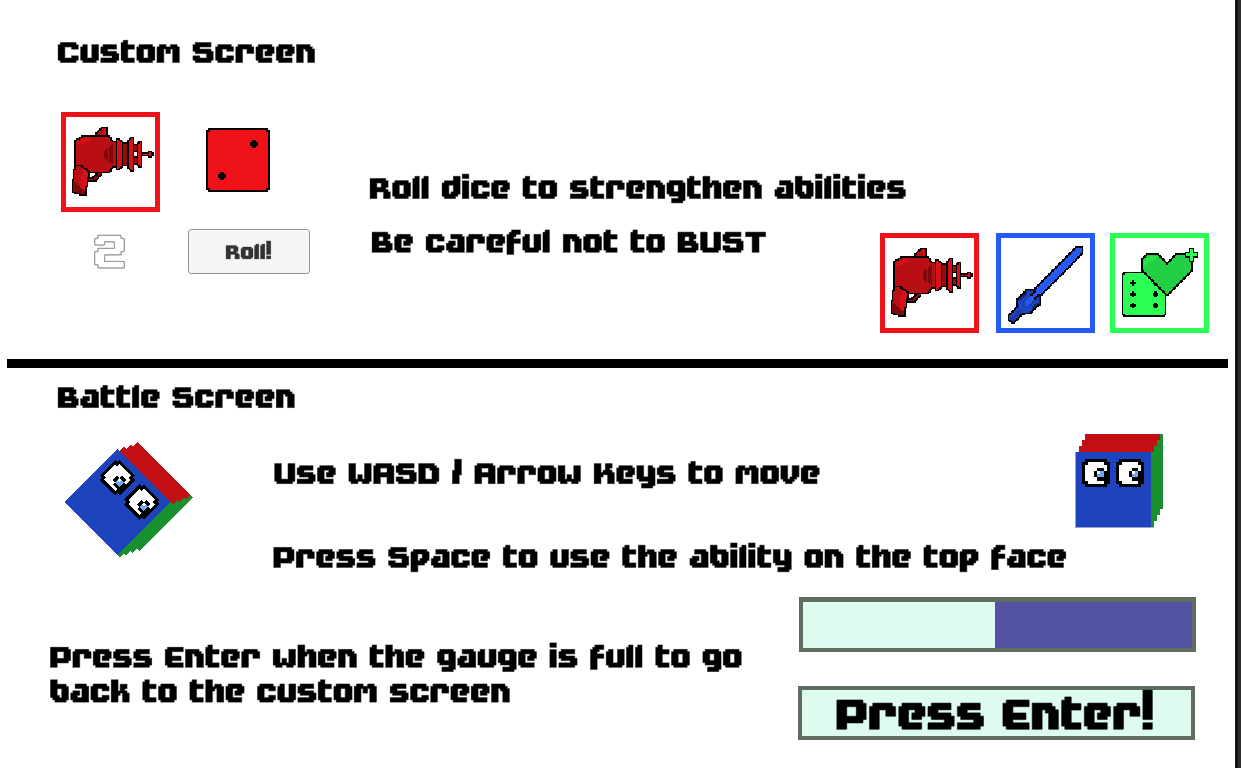 Custom Screen
Roll dice to strengthen abilities
2
Roll!
Be careful not to BUST
Battle Screen
Use WASD / Arrow Keys to move
Press Space to use the ability on the top face
Press Enter when the gauge is full to go
back to the custom screen
Press Enter!